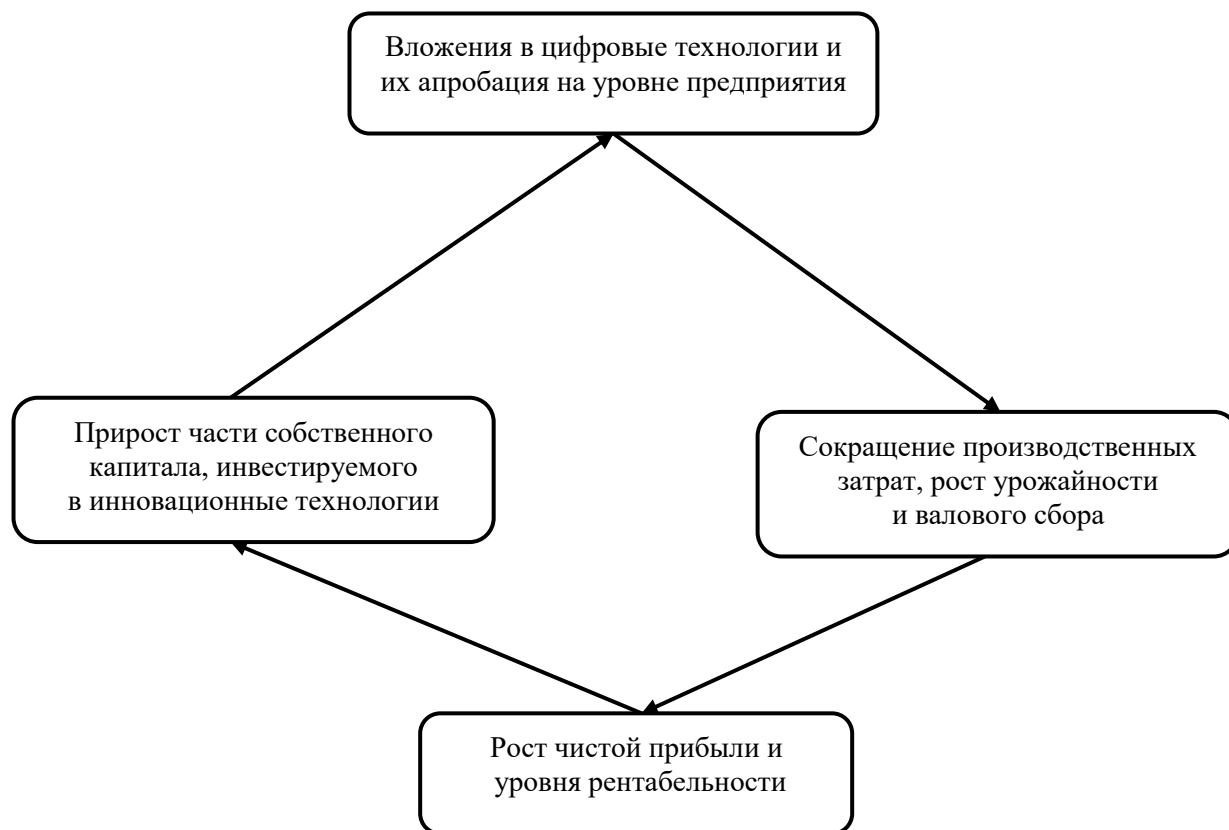 Вложения в цифровые технологии и
их апробация на уровне предприятия
Прирост части собственного
капитала, инвестируемого
в инновационные технологии
Сокращение производственных
затрат, рост урожайности
и валового сбора
Рост чистой прибыли и
уровня рентабельности